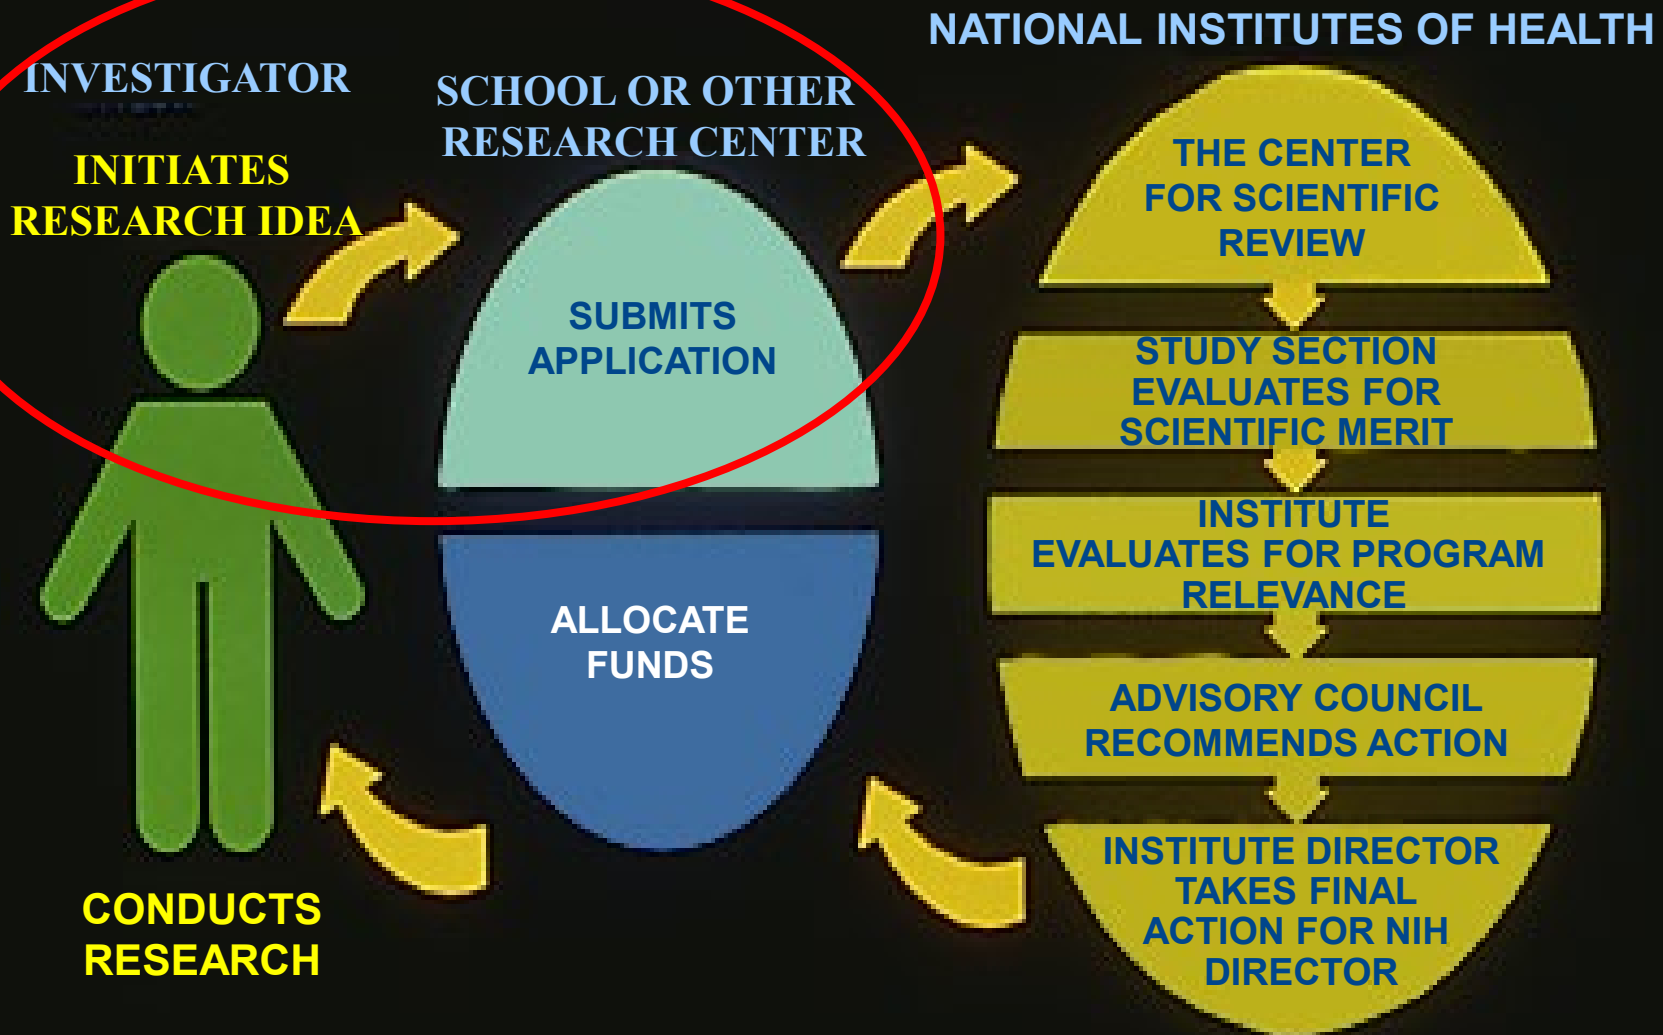 NATIONAL INSTITUTES OF HEALTH
INVESTIGATOR
INITIATES
RESEARCH IDEA
SCHOOL OR OTHER
RESEARCH CENTER
SUBMITS
APPLICATION
THE CENTER
FOR SCIENTIFIC
REVIEW
STUDY SECTION
EVALUATES FOR
SCIENTIFIC MERIT
INSTITUTE
EVALUATES FOR PROGRAM
RELEVANCE
ADVISORY COUNCIL
RECOMMENDS ACTION
INSTITUTE DIRECTOR
TAKES FINAL
ACTION FOR NIH
DIRECTOR
ALLOCATE
FUNDS
CONDUCTS
RESEARCH